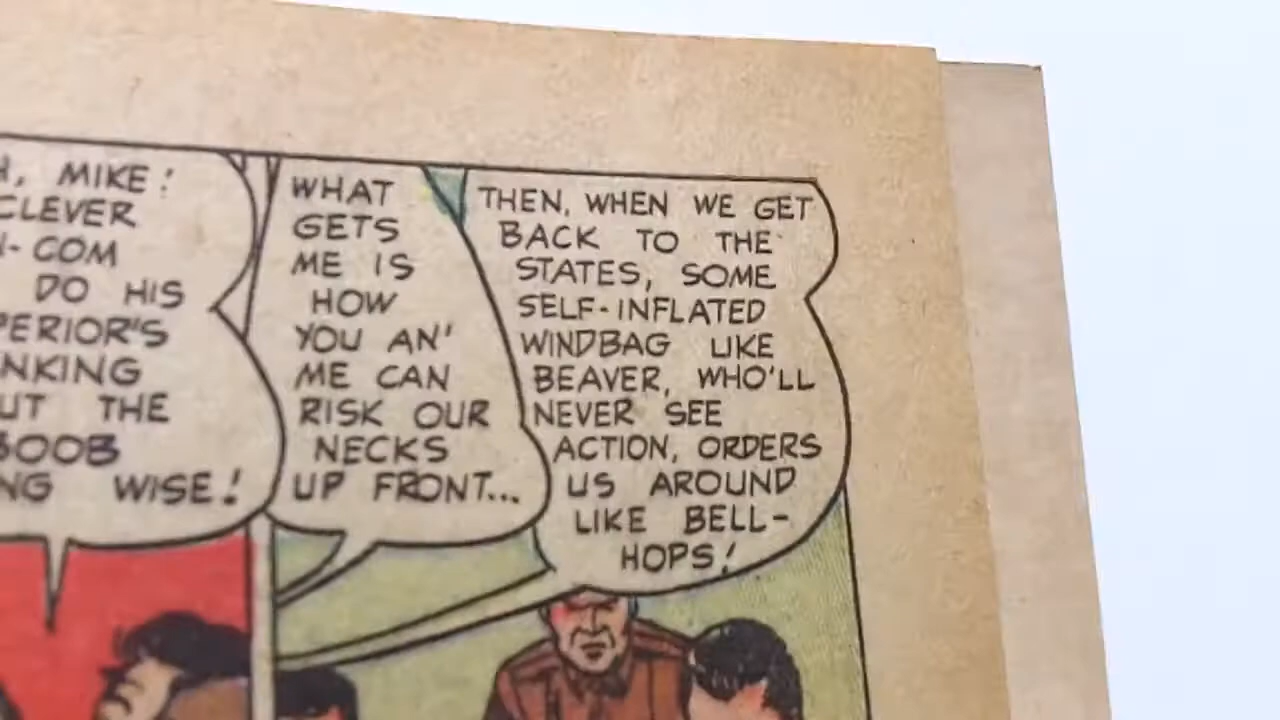 MIKE!
CLEVER
COM
DO HIS
THE
BOOB
WISE!
WHAT
GETS
ME IS
HOW
YOU AN'
ME CAN
RISK OUR
NECKS
UP FRONT...
THEN, WHEN WE GET
BACK TO THE
STATES, SOME
SELF-INFLATED
WINDBAG LIKE
BEAVER, WHO'LL
NEVER SEE
ACTION, ORDERS
US AROUND
LIKE BELL-
HOPS!